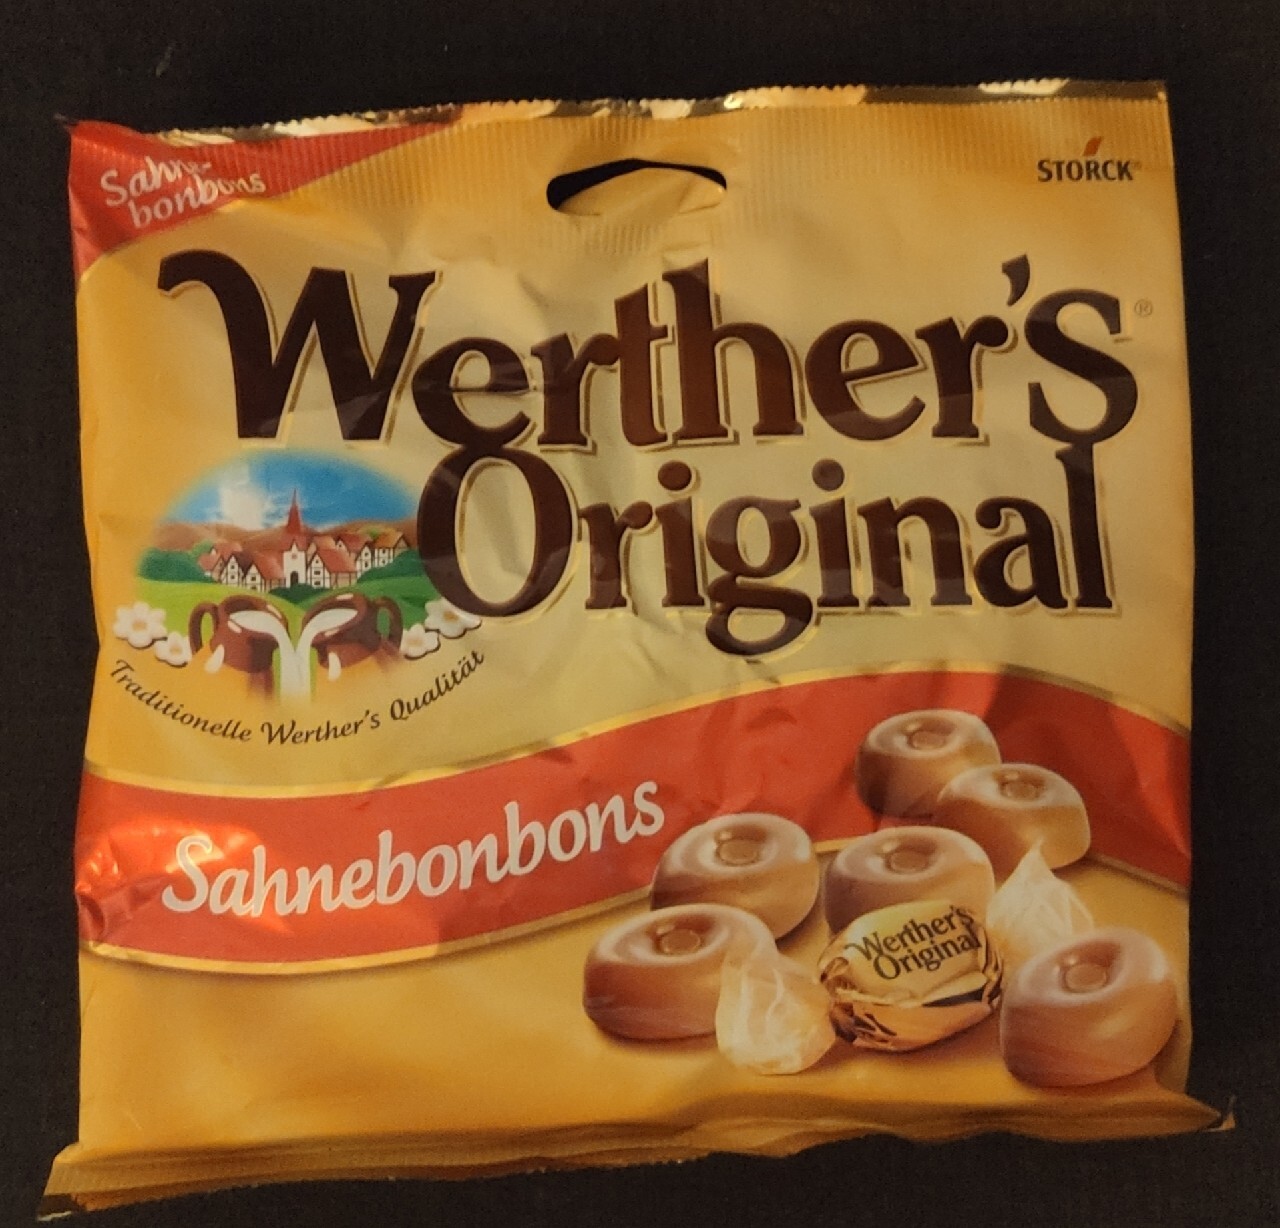 Sahne-
bonbons
STORCK®
Werther's®
Original
Traditionelle Werther's Qualität
Sahnebonbons
Werther's
Original